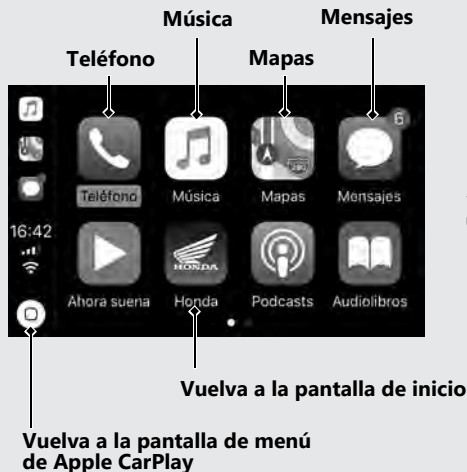 Música
Mensajes
Teléfono
Mapas
6
Teléfono
Música
Mapas
Mensajes
16:42
HONDA
Ahora suena
Honda
Podcasts
Audiolibros
Vuelva a la pantalla de inicio
Vuelva a la pantalla de menú
de Apple CarPlay